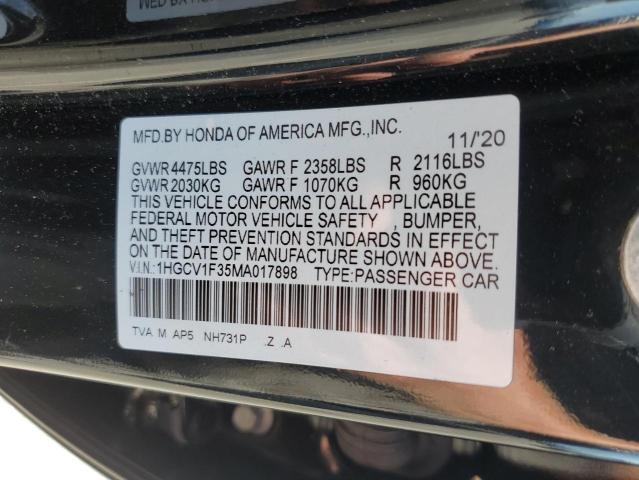 MFD.BY HONDA OF AMERICA MFG.,INC. 11/'20
GVWR 4475LBS GAWR F 2358LBS R 2116LBS
GVWR 2030KG GAWR F 1070KG R 960KG
THIS VEHICLE CONFORMS TO ALL APPLICABLE
FEDERAL MOTOR VEHICLE SAFETY , BUMPER,
AND THEFT PREVENTION STANDARDS IN EFFECT
ON THE DATE OF MANUFACTURE SHOWN ABOVE.
V.I.N.:1HGCV1F35MA017898 TYPE:PASSENGER CAR
TVA M AP5 NH731P .Z .A